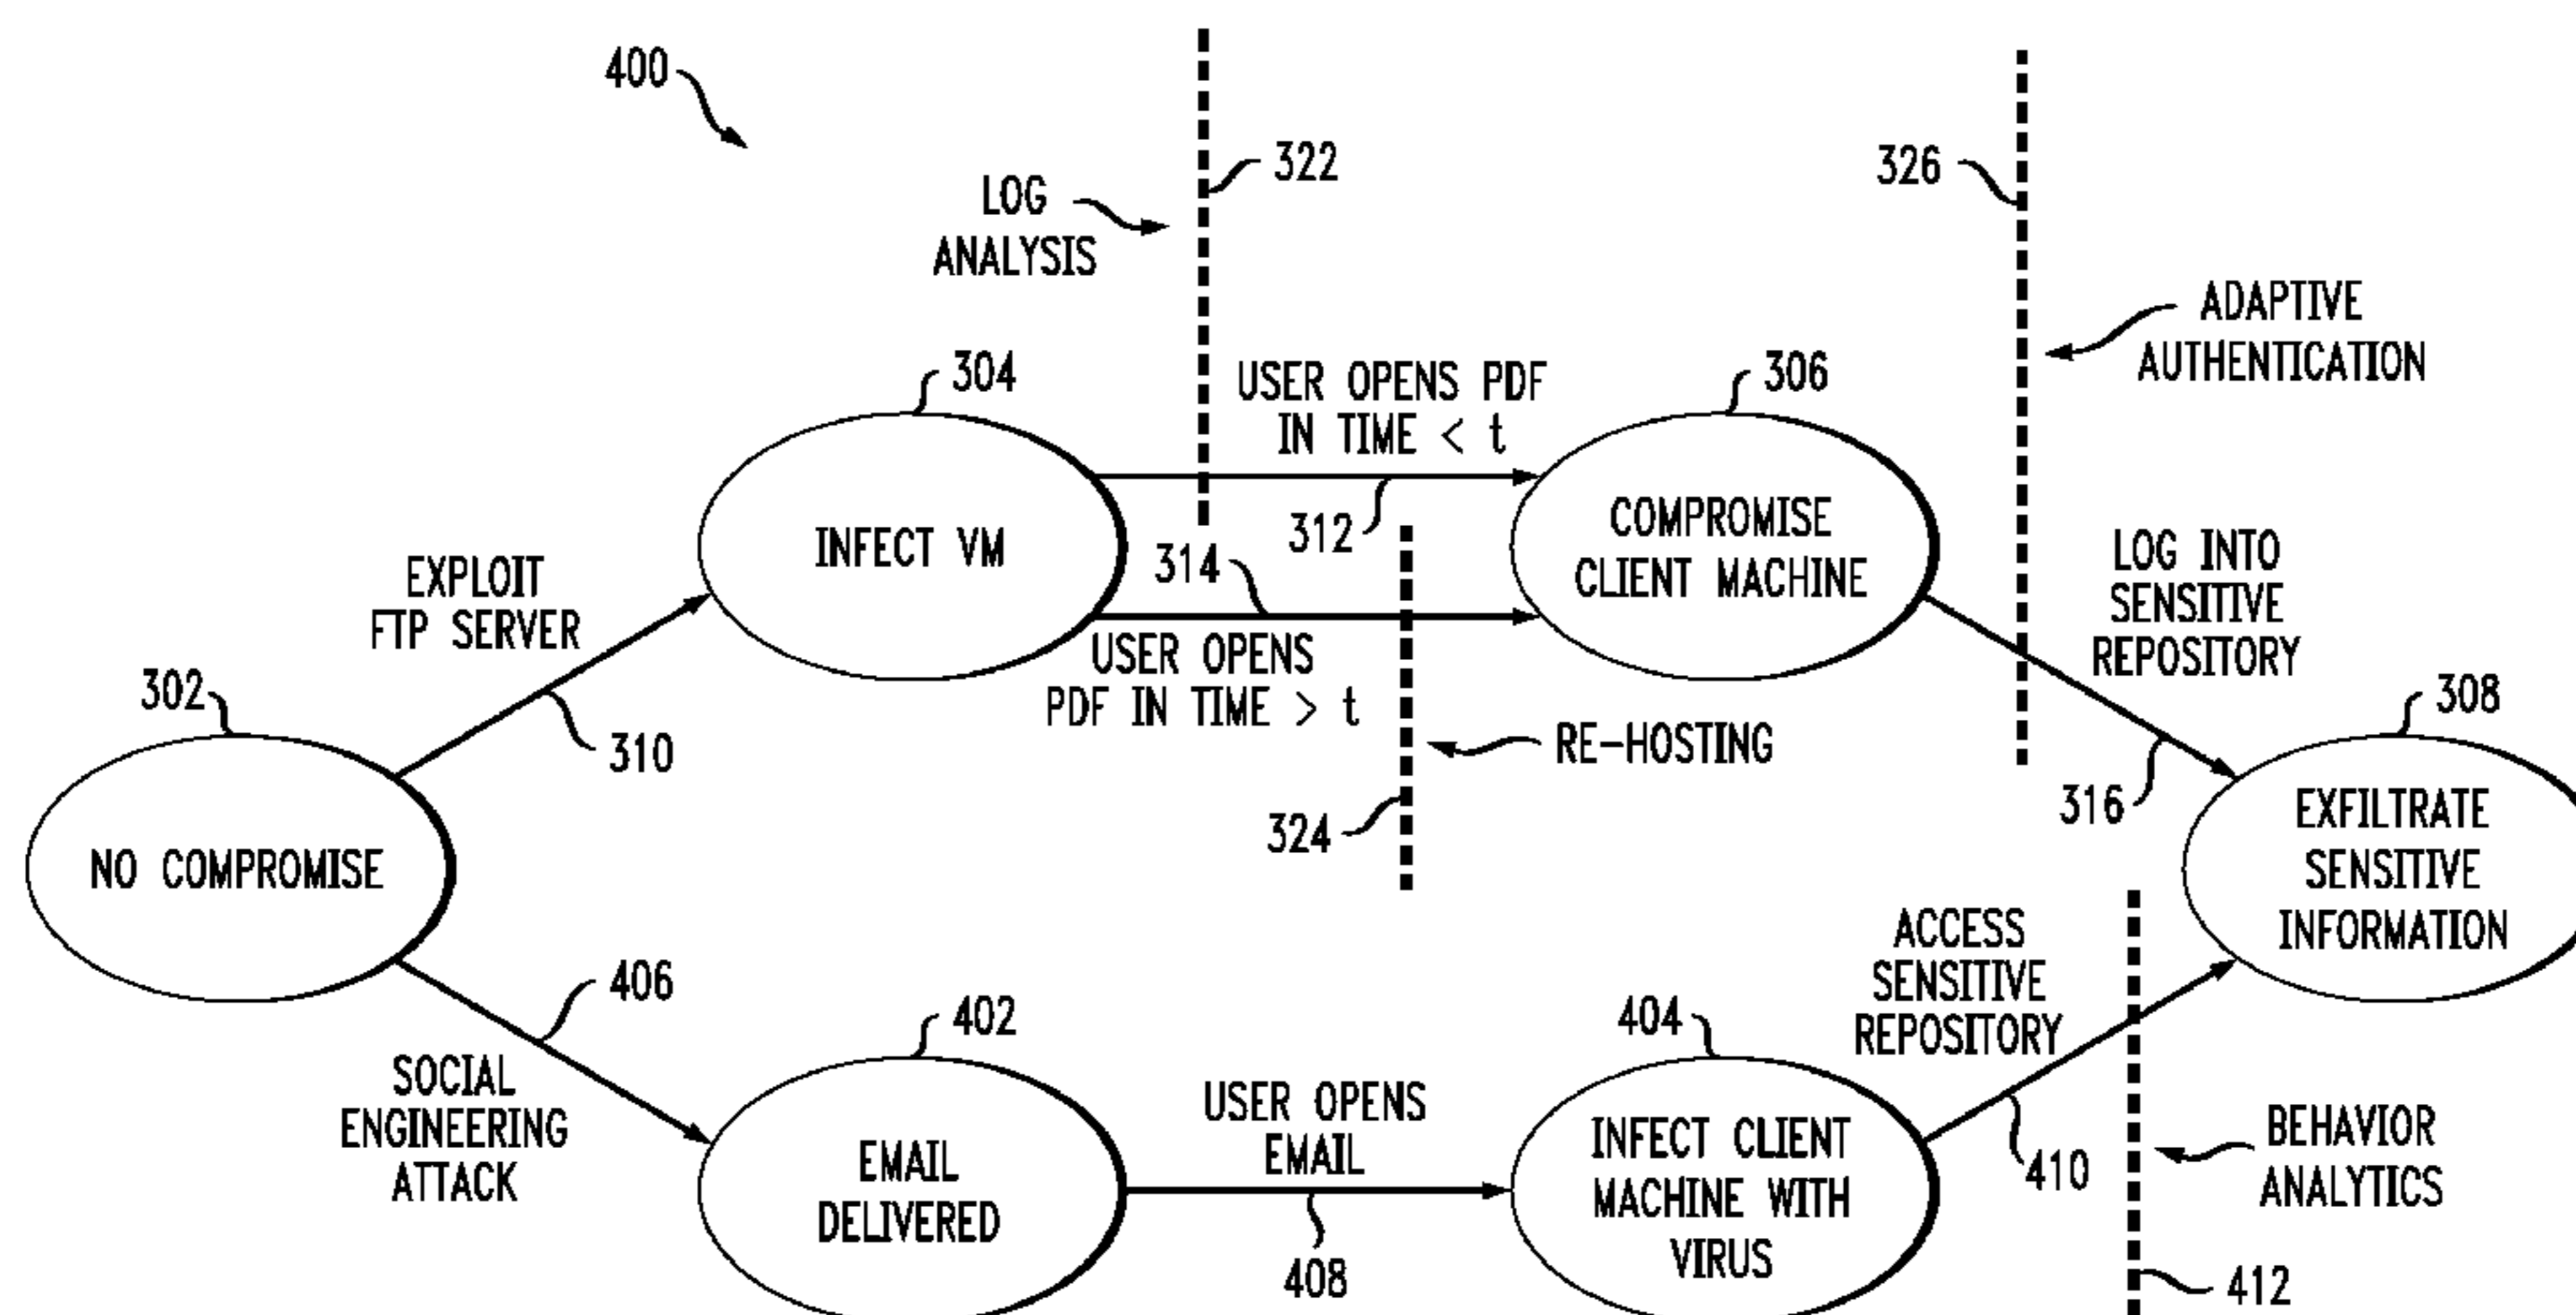 400
322
326
LOG
ANALYSIS
ADAPTIVE
AUTHENTICATION
304
USER OPENS PDF
IN TIME < t
306
INFECT VM
312
COMPROMISE
CLIENT MACHINE
LOG INTO
SENSITIVE
REPOSITORY
EXPLOIT
FTP SERVER
314
USER OPENS
PDF IN TIME > t
302
310
RE-HOSTING
308
316
324
NO COMPROMISE
EXFILTRATE
SENSITIVE
INFORMATION
406
402
404
ACCESS
SENSITIVE
REPOSITORY
SOCIAL
ENGINEERING
ATTACK
USER OPENS
EMAIL
EMAIL
DELIVERED
408
INFECT CLIENT
MACHINE WITH
VIRUS
410
BEHAVIOR
ANALYTICS
412